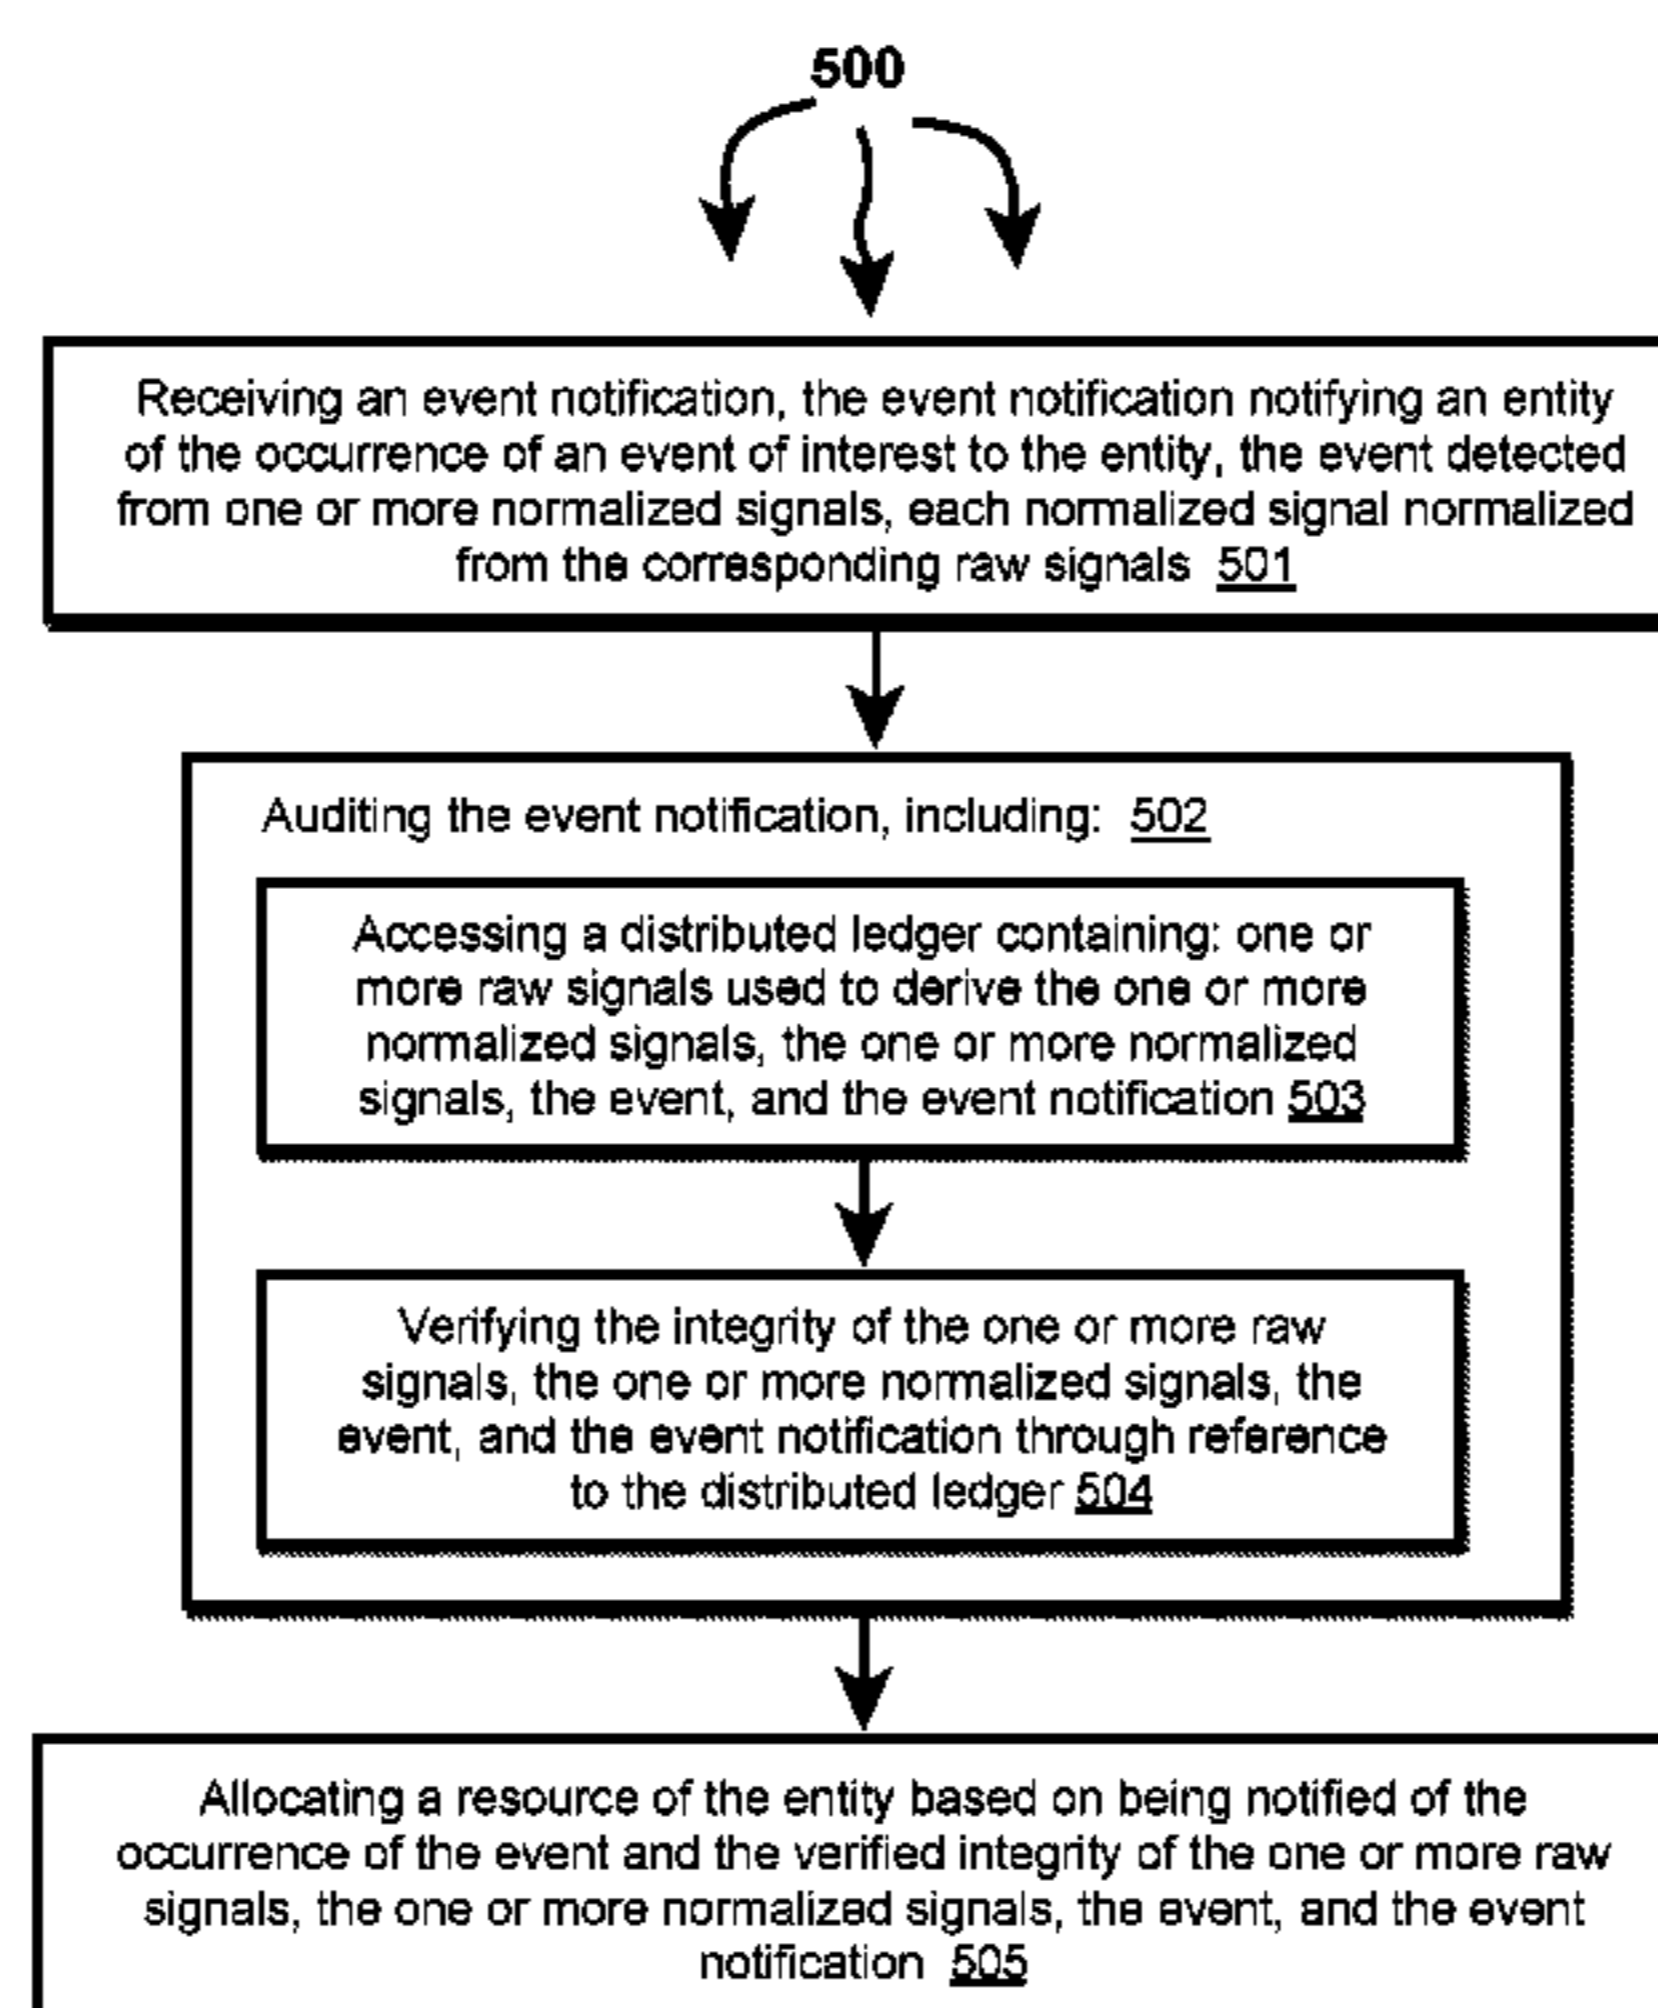 500
Receiving an event notification, the event notification notifying an entity
of the occurrence of an event of interest to the entity, the event detected
from one or more normalized signals, each normalized signal normalized
from the corresponding raw signals 501
Auditing the event notification, including: 502
Accessing a distributed ledger containing: one or
more raw signals used to derive the one or more
normalized signals, the one or more normalized
signals, the event, and the event notification 503
Verifying the integrity of the one or more raw
signals, the one or more normalized signals, the
event, and the event notification through reference
to the distributed ledger 504
Allocating a resource of the entity based on being notified of the
occurrence of the event and the verified integrity of the one or more raw
signals, the one or more normalized signals, the event, and the event
notification 505